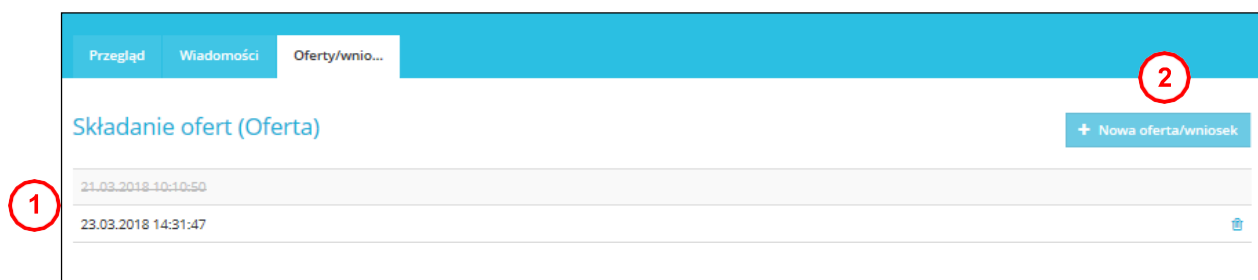 Przegląd Wiadomości Oferty/wnio...
2
Składanie ofert (Oferta)
+ Nowa oferta/wniosek
21.03.2018 10:10:50
1
23.03.2018 14:31:47